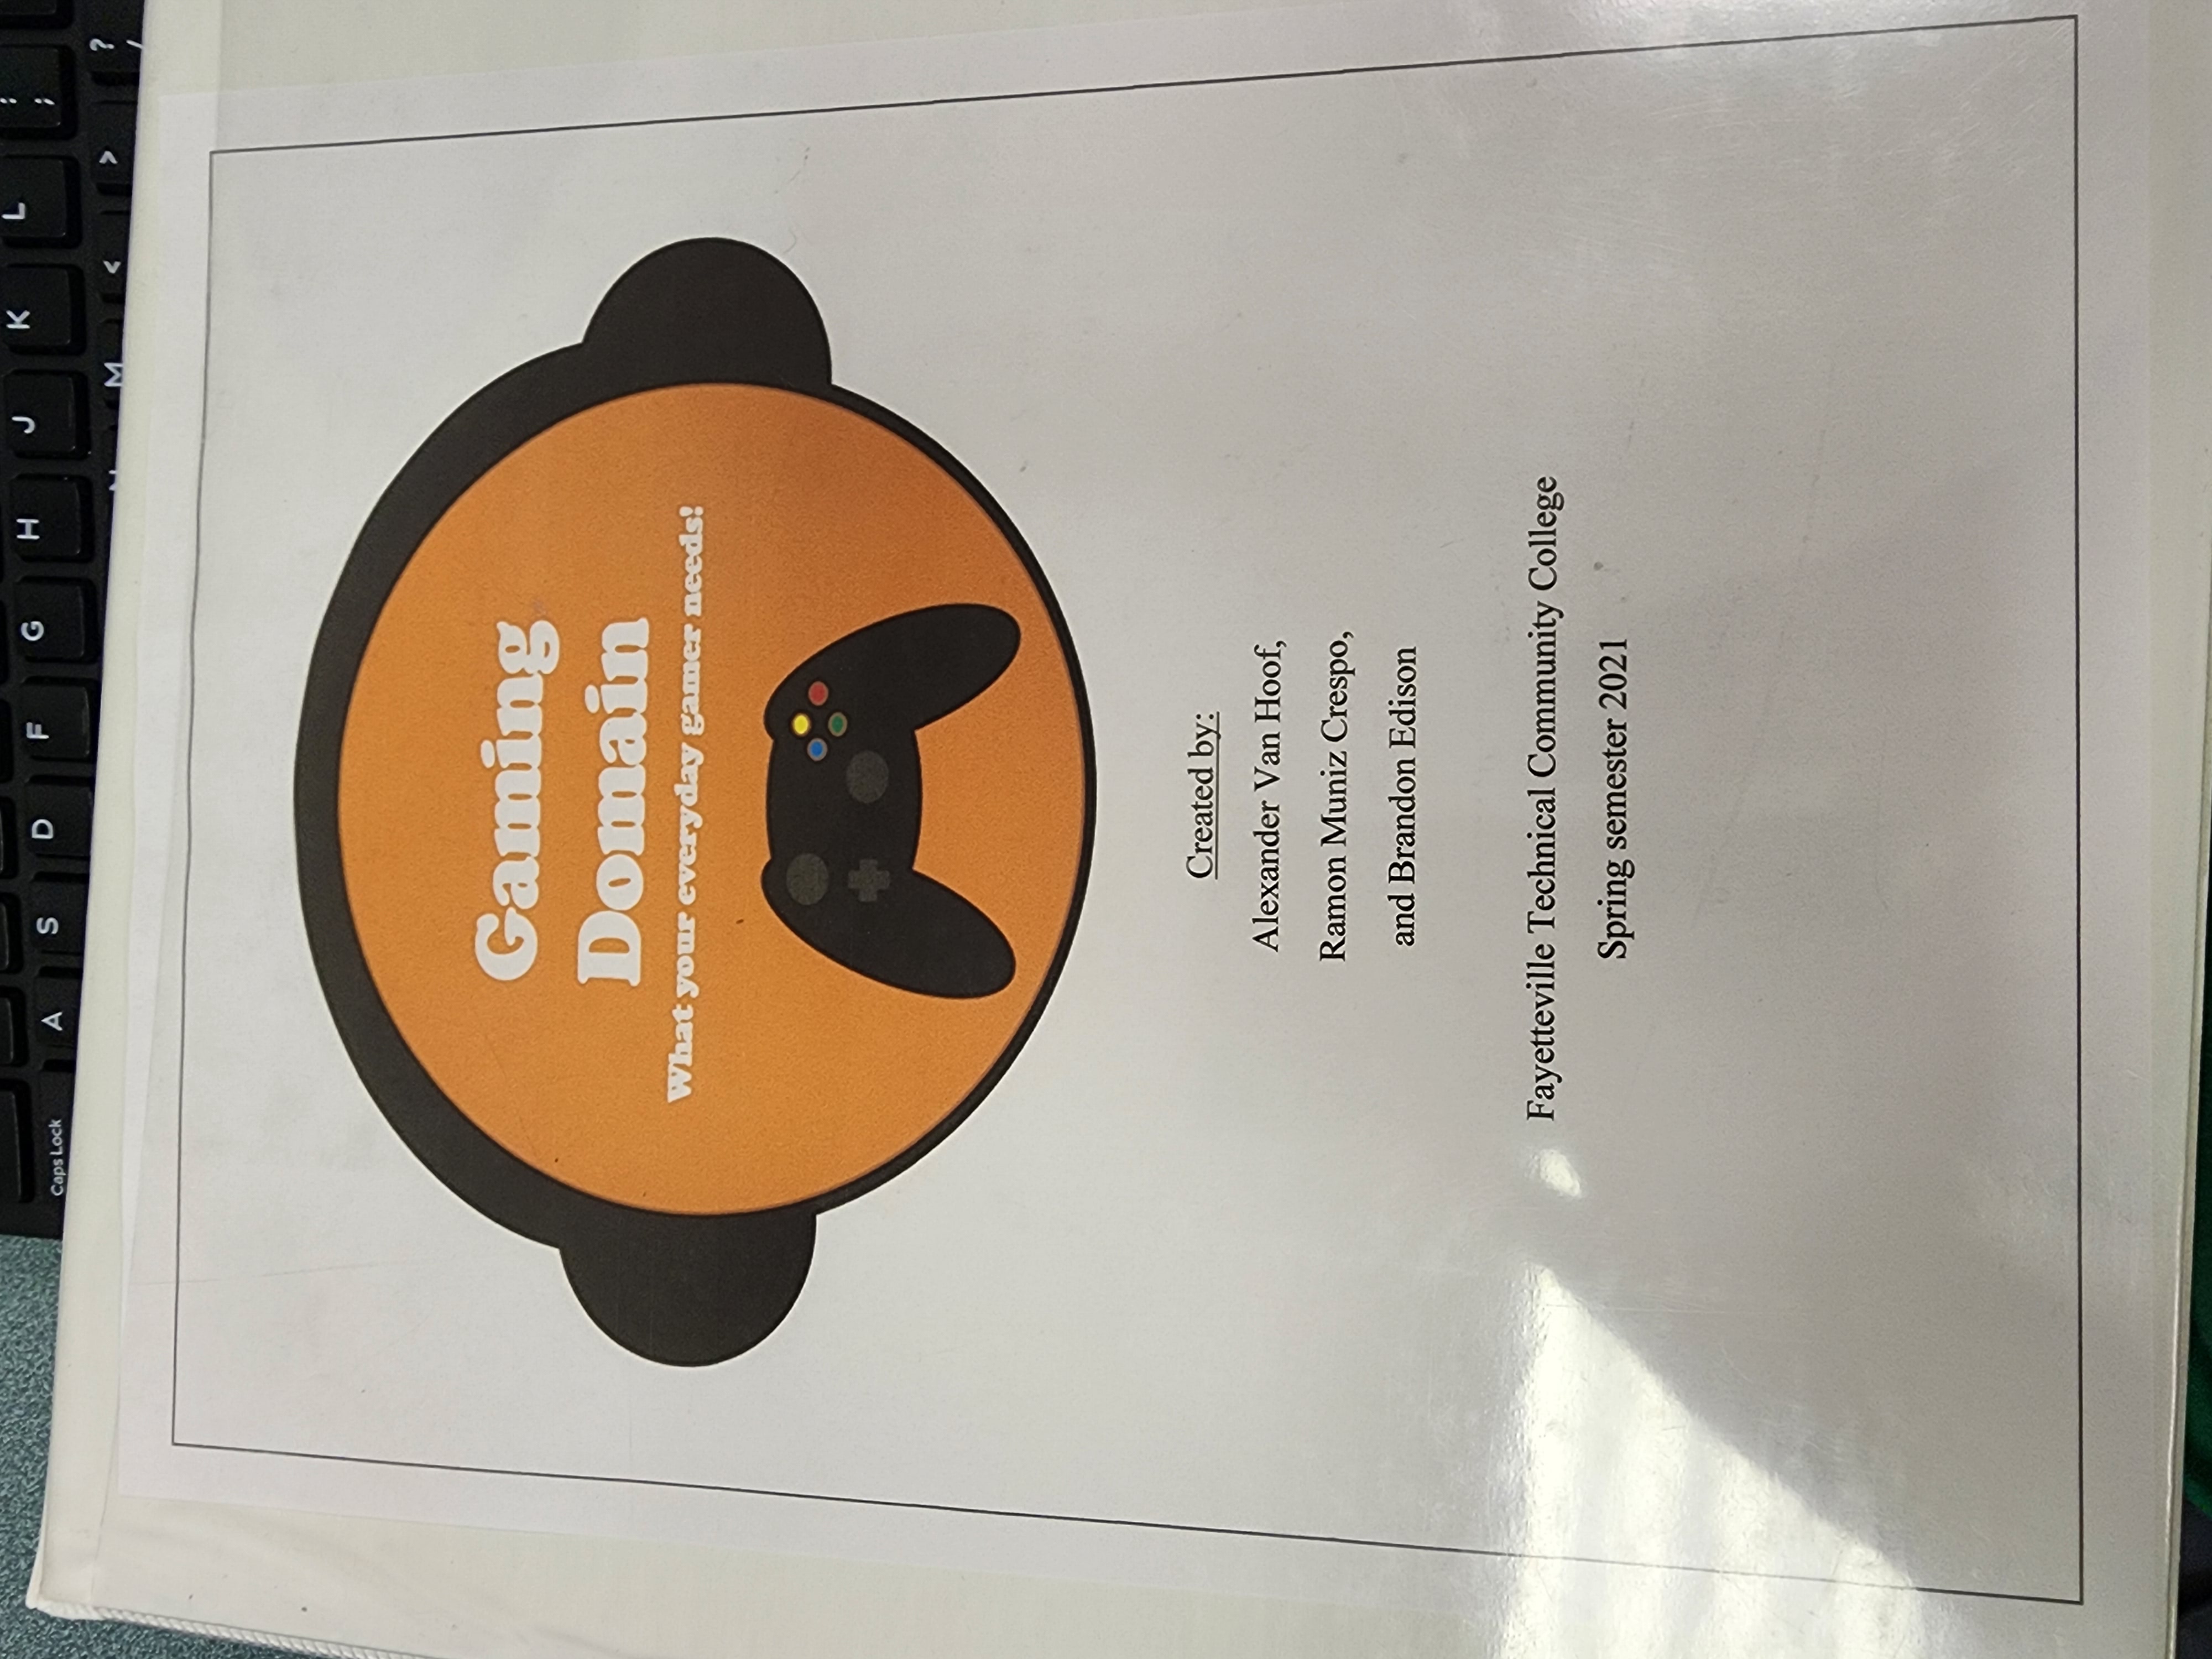 Caps Lock A S D F G H J K L : ;
M < > ? /
Gaming
Domain
What your everyday gamer needs!
Created by:
Alexander Van Hoof,
Ramon Muniz Crespo,
and Brandon Edison
Fayetteville Technical Community College
Spring semester 2021